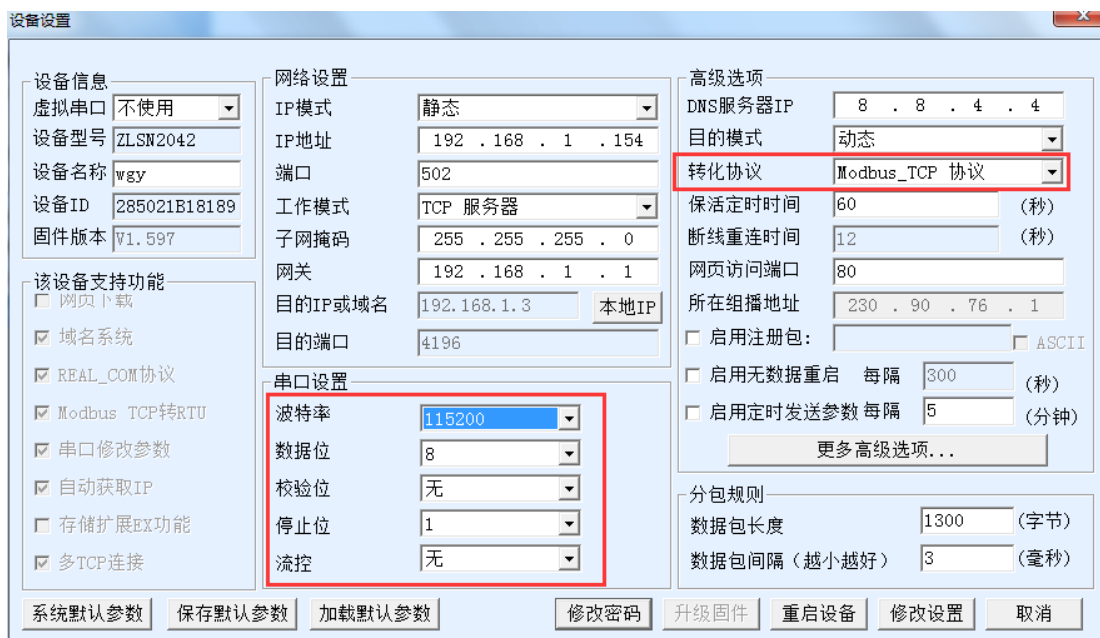 设备设置
设备信息
虚拟串口 不使用
设备型号 ZLSN2042
设备名称 wgy
设备ID 285021B18189
固件版本 V1.597
该设备支持功能
网页下载
域名系统
REAL_COM协议
Modbus TCP转RTU
串口修改参数
自动获取IP
存储扩展EX功能
多TCP连接
网络设置
IP模式 静态
IP地址 192 . 168 . 1 . 154
端口 502
工作模式 TCP 服务器
子网掩码 255 . 255 . 255 . 0
网关 192 . 168 . 1 . 1
目的IP或域名 192.168.1.3 本地IP
目的端口 4196
串口设置
波特率 115200
数据位 8
校验位 无
停止位 1
流控 无
高级选项
DNS服务器IP 8 . 8 . 4 . 4
目的模式 动态
转化协议 Modbus_TCP 协议
保活定时时间 60 (秒)
断线重连时间 12 (秒)
网页访问端口 80
所在组播地址 230 . 90 . 76 . 1
启用注册包: ASCII
启用无数据重启 每隔 300 (秒)
启用定时发送参数 每隔 5 (分钟)
更多高级选项...
分包规则
数据包长度 1300 (字节)
数据包间隔(越小越好) 3 (毫秒)
系统默认参数 保存默认参数 加载默认参数 修改密码 升级固件 重启设备 修改设置 取消